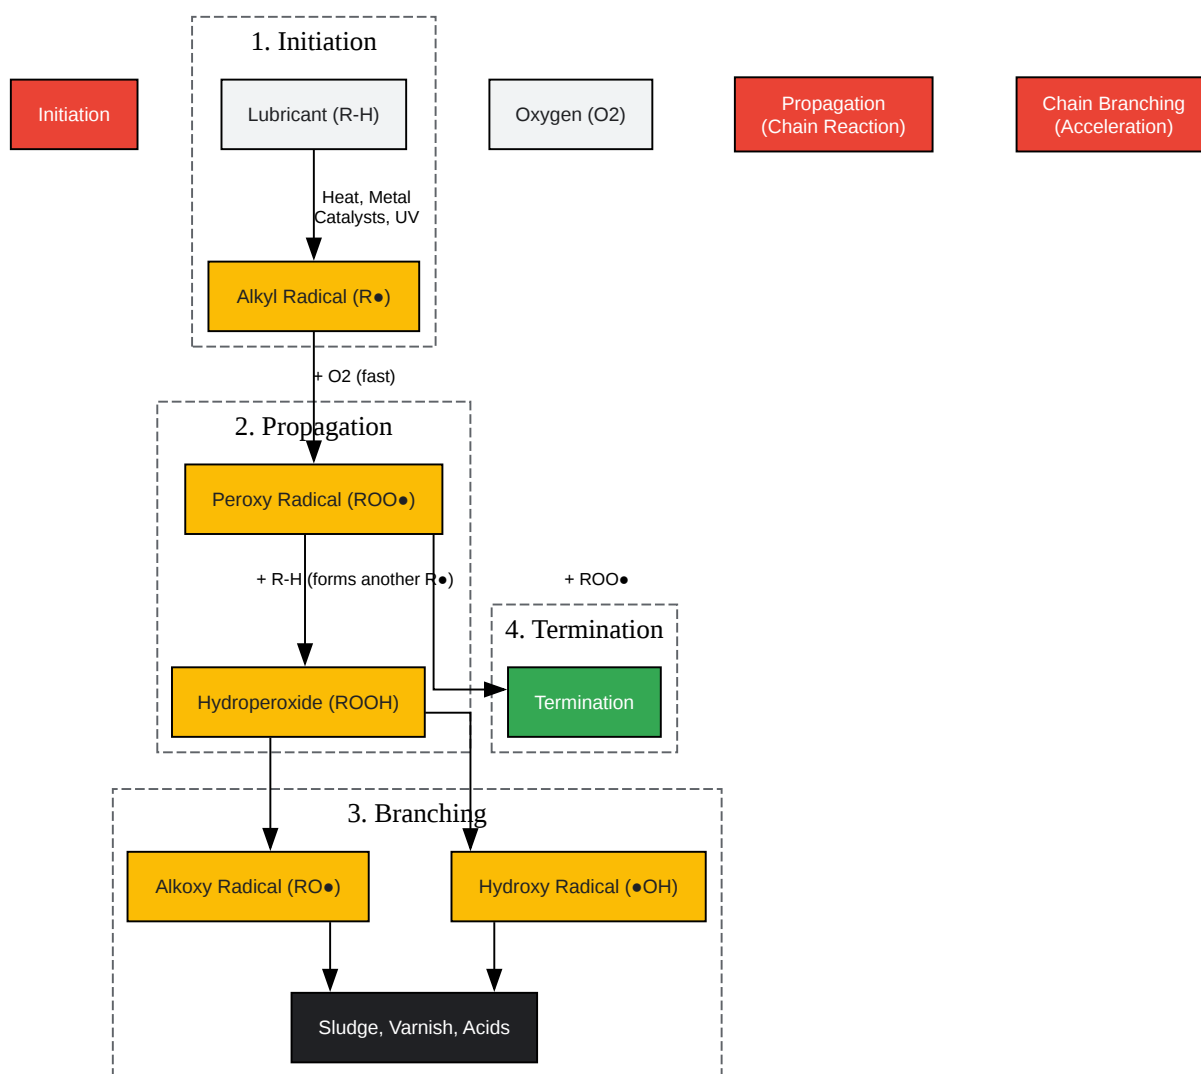 1. Initiation
Initiation
Lubricant (R-H)
Oxygen (O2)
Propagation
(Chain Reaction)
Chain Branching
(Acceleration)
Heat, Metal
Catalysts, UV
Alkyl Radical (R●)
+ O2 (fast)
2. Propagation
Peroxy Radical (ROO●)
+ R-H (forms another R●)
+ ROO●
4. Termination
Hydroperoxide (ROOH)
Termination
3. Branching
Alkoxy Radical (RO●)
Hydroxy Radical (●OH)
Sludge, Varnish, Acids